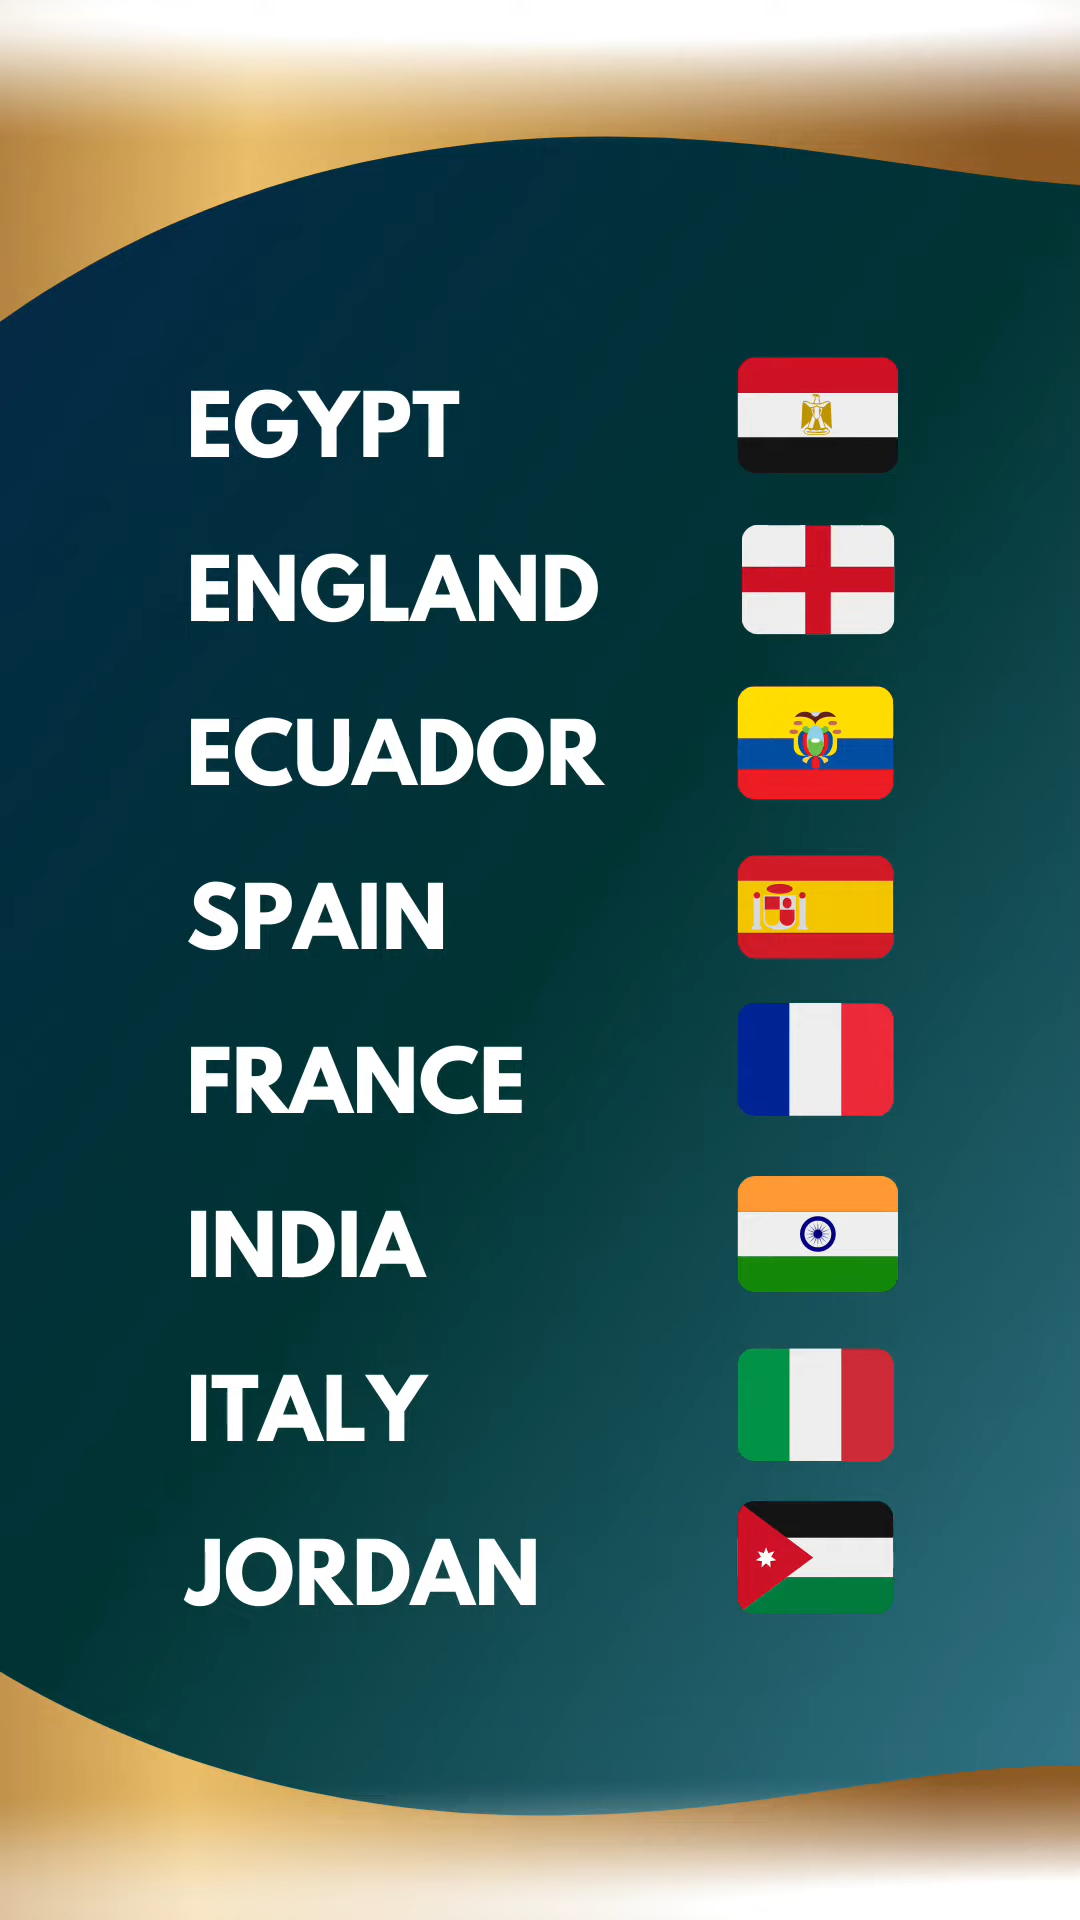 EGYPT
ENGLAND
ECUADOR
SPAIN
FRANCE
INDIA
ITALY
JORDAN